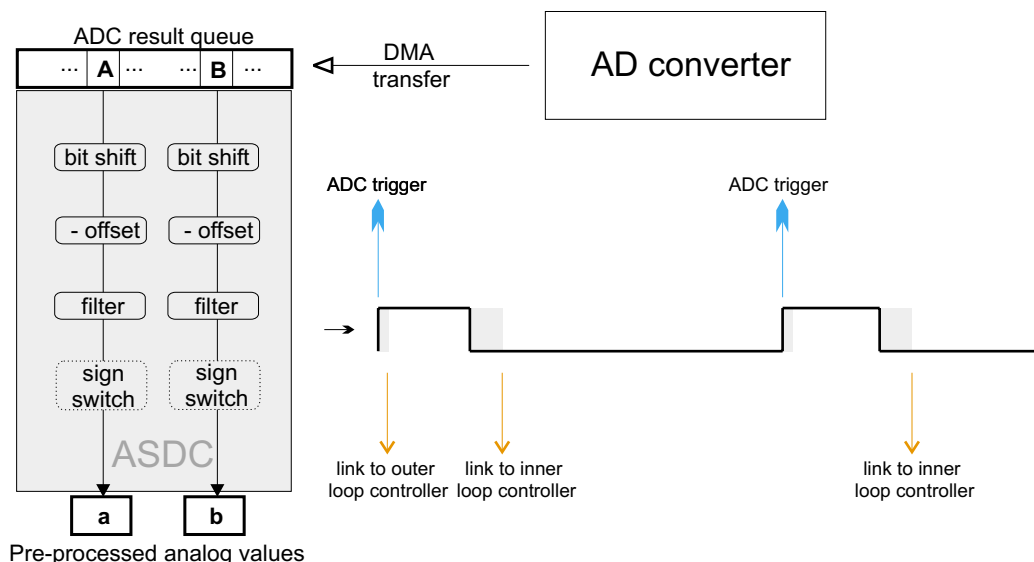 ADC result queue
... A ... ... B ...
DMA
transfer
AD converter
bit shift bit shift
ADC trigger ADC trigger
- offset - offset
filter filter
sign
switch
sign
switch
ASDC
link to outer
loop controller
link to inner
loop controller
link to inner
loop controller
a b
Pre-processed analog values